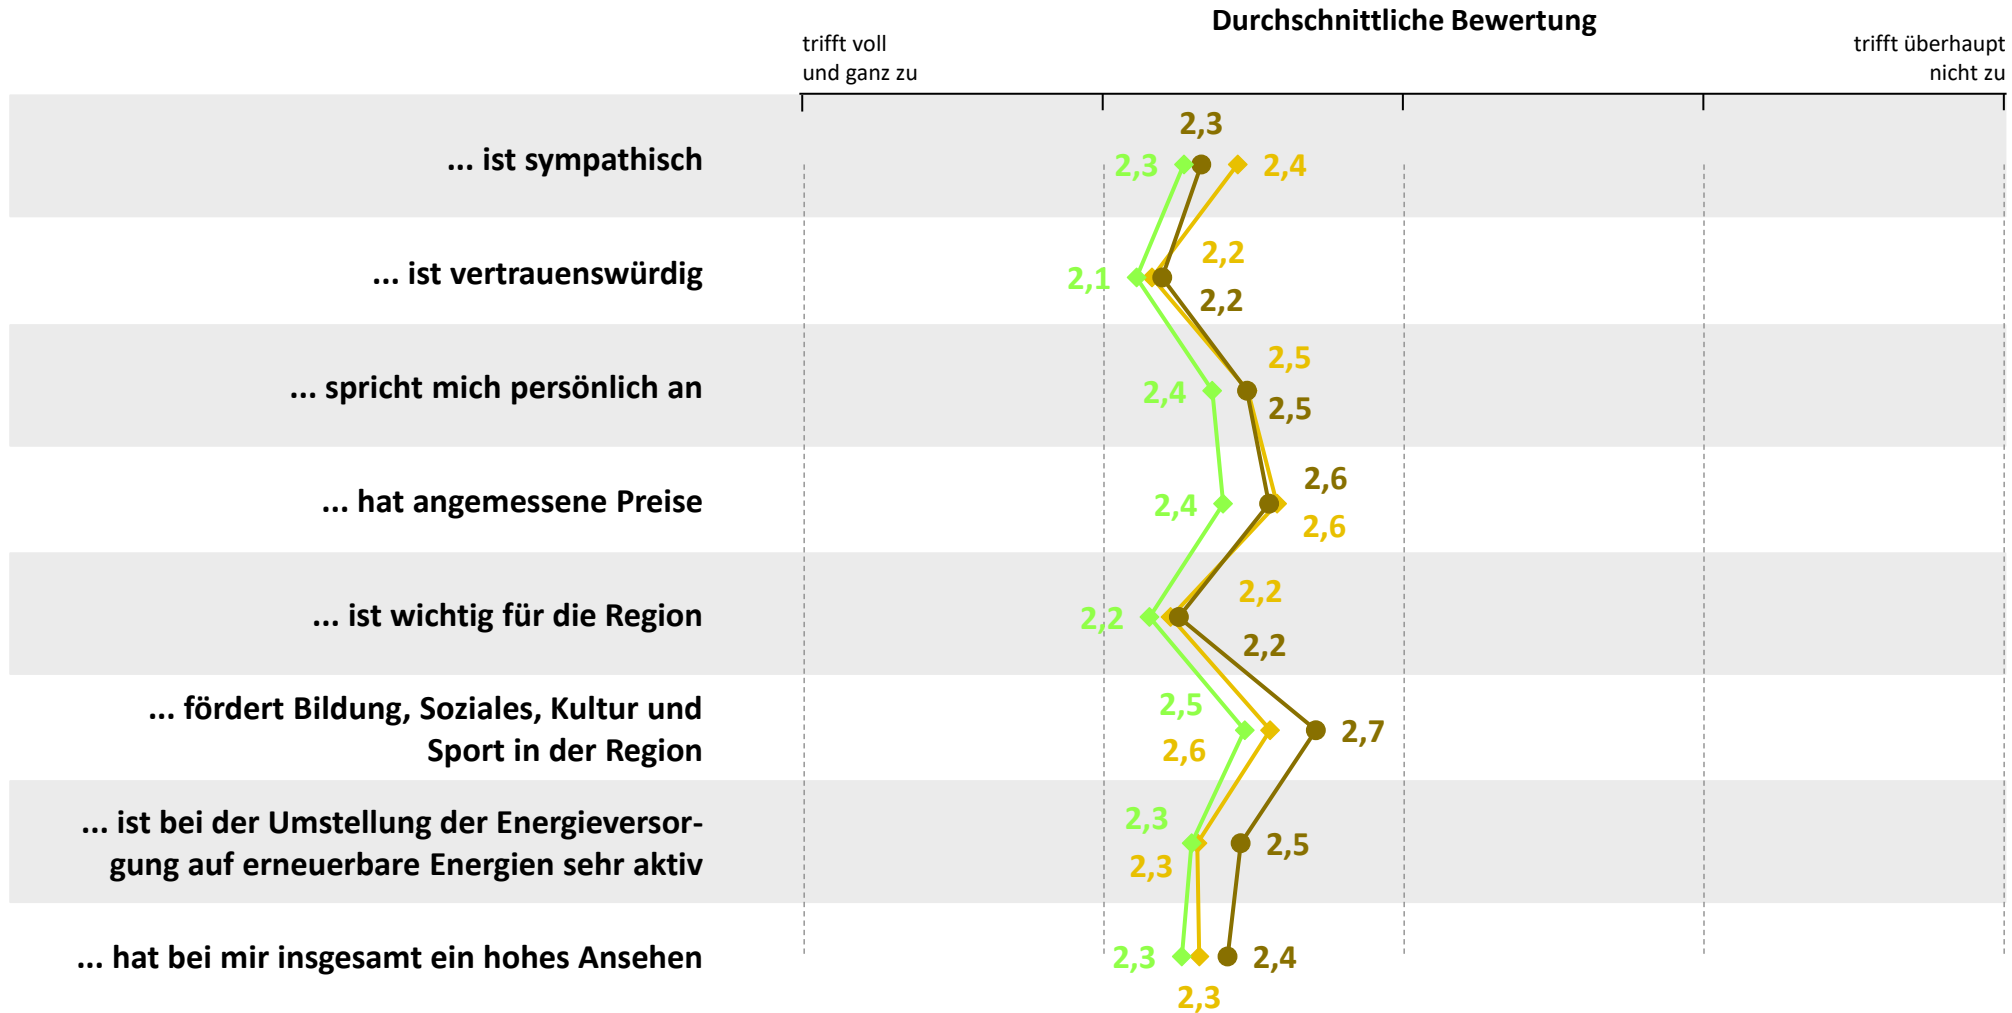 Durchschnittliche Bewertung
trifft voll
und ganz zu
trifft überhaupt
nicht zu
... ist sympathisch
2,3
2,3
2,4
... ist vertrauenswürdig
2,1
2,2
2,2
... spricht mich persönlich an
2,4
2,5
2,5
... hat angemessene Preise
2,4
2,6
2,6
... ist wichtig für die Region
2,2
2,2
2,2
... fördert Bildung, Soziales, Kultur und
Sport in der Region
2,5
2,6
2,7
... ist bei der Umstellung der Energieversor-
gung auf erneuerbare Energien sehr aktiv
2,3
2,3
2,5
... hat bei mir insgesamt ein hohes Ansehen
2,3
2,4
2,3